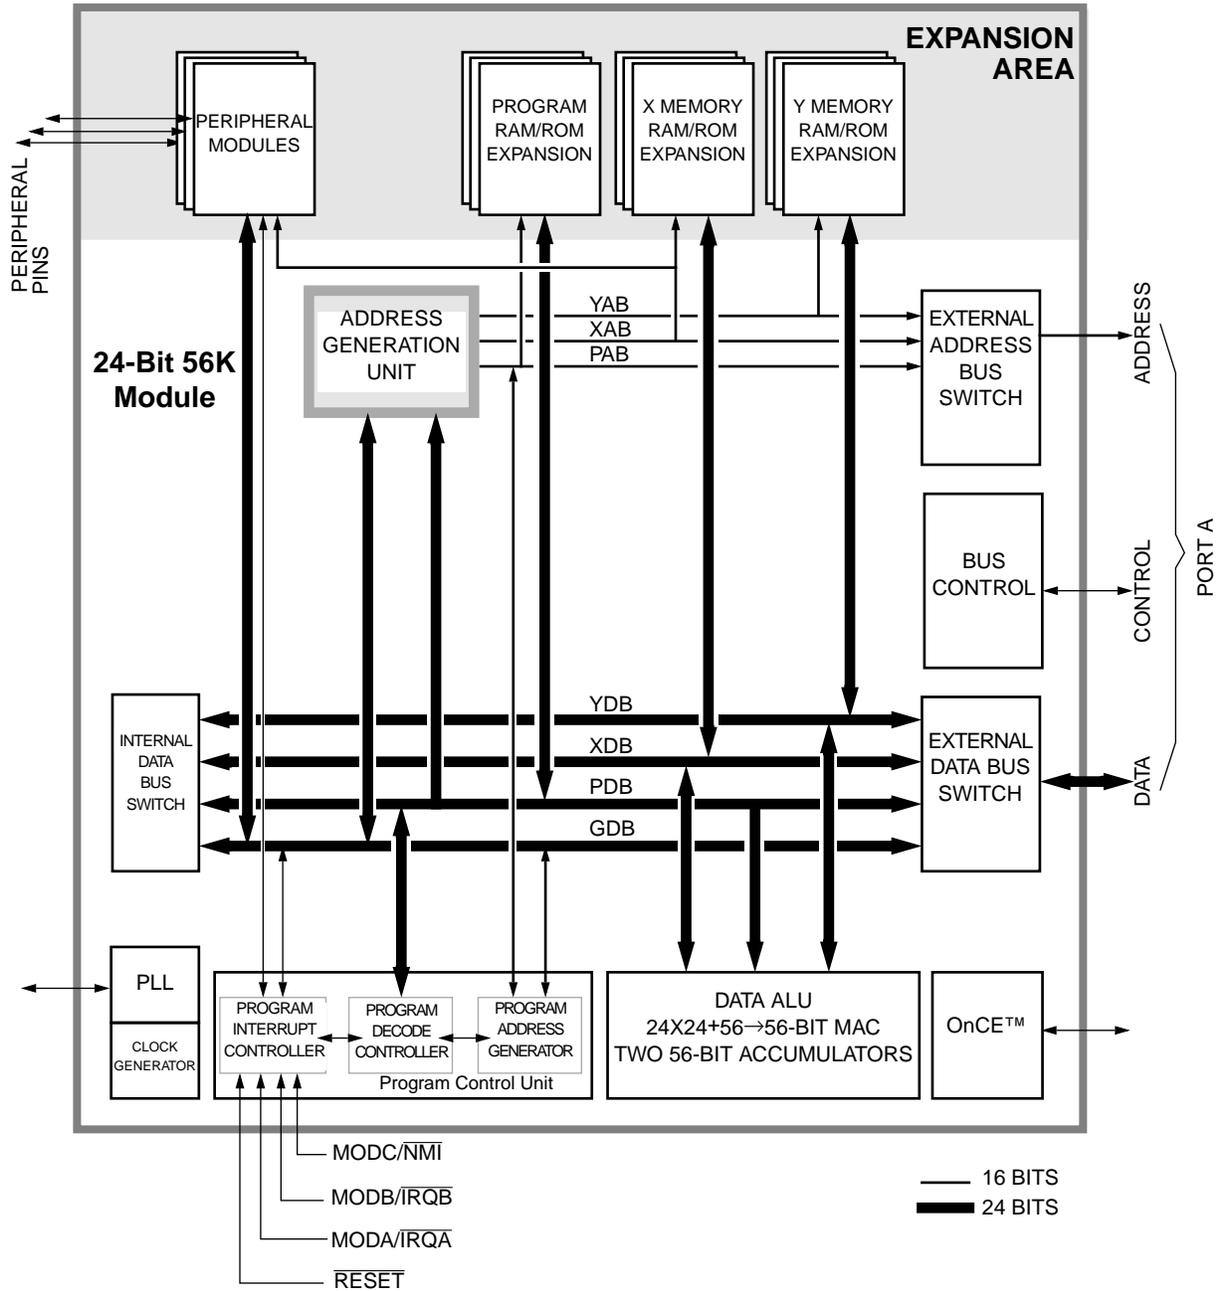 EXPANSION
AREA
PERIPHERAL
MODULES
PROGRAM
RAM/ROM
EXPANSION
X MEMORY
RAM/ROM
EXPANSION
Y MEMORY
RAM/ROM
EXPANSION
PERIPHERAL
PINS
24-Bit 56K
Module
ADDRESS
GENERATION
UNIT
YAB
XAB
PAB
EXTERNAL
ADDRESS
BUS
SWITCH
ADDRESS
BUS
CONTROL
CONTROL
PORT A
INTERNAL
DATA
BUS
SWITCH
YDB
XDB
PDB
GDB
EXTERNAL
DATA BUS
SWITCH
DATA
PLL
CLOCK
GENERATOR
PROGRAM
INTERRUPT
CONTROLLER
PROGRAM
DECODE
CONTROLLER
PROGRAM
ADDRESS
GENERATOR
Program Control Unit
DATA ALU
24X24+56→56-BIT MAC
TWO 56-BIT ACCUMULATORS
OnCE™
MODC/NMI
MODB/IRQB
MODA/IRQA
RESET
16 BITS
24 BITS